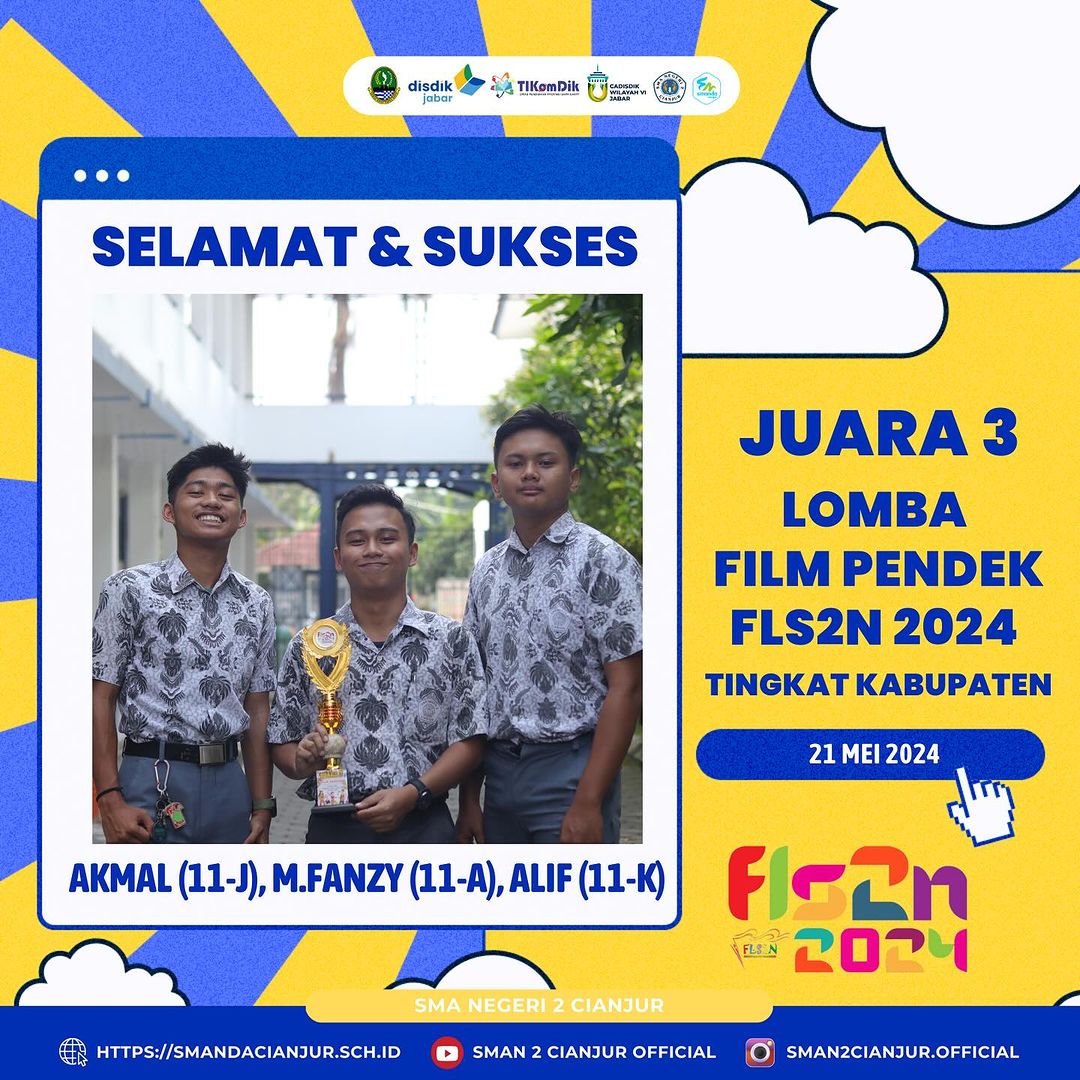 disdik
jabar
TIKomDik
CADISDIK
WILAYAH VI
JABAR
SELAMAT & SUKSES
FLS2N
JUARA 3
LOMBA
FILM PENDEK
FLS2N 2024
TINGKAT KABUPATEN
21 MEI 2024
AKMAL (11-J), M.FANZY (11-A), ALIF (11-K)
FLS2N
2024
FLS2N
SMA NEGERI 2 CIANJUR
HTTPS://SMANDACIANJUR.SCH.ID
SMAN 2 CIANJUR OFFICIAL
SMAN2CIANJUR.OFFICIAL